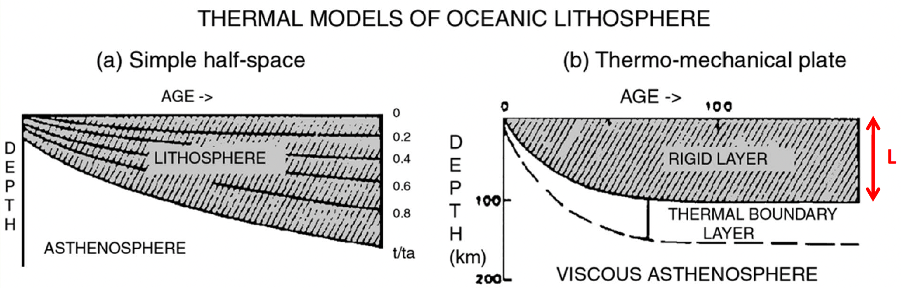 THERMAL MODELS OF OCEANIC LITHOSPHERE
(a) Simple half-space
AGE ->
DEPTH
0
0.2
0.4
0.6
0.8
t/ta
LITHOSPHERE
ASTHENOSPHERE
(b) Thermo-mechanical plate
AGE ->
0
100
DEPTH
(km)
100
200
RIGID LAYER
L
THERMAL BOUNDARY
LAYER
VISCOUS ASTHENOSPHERE